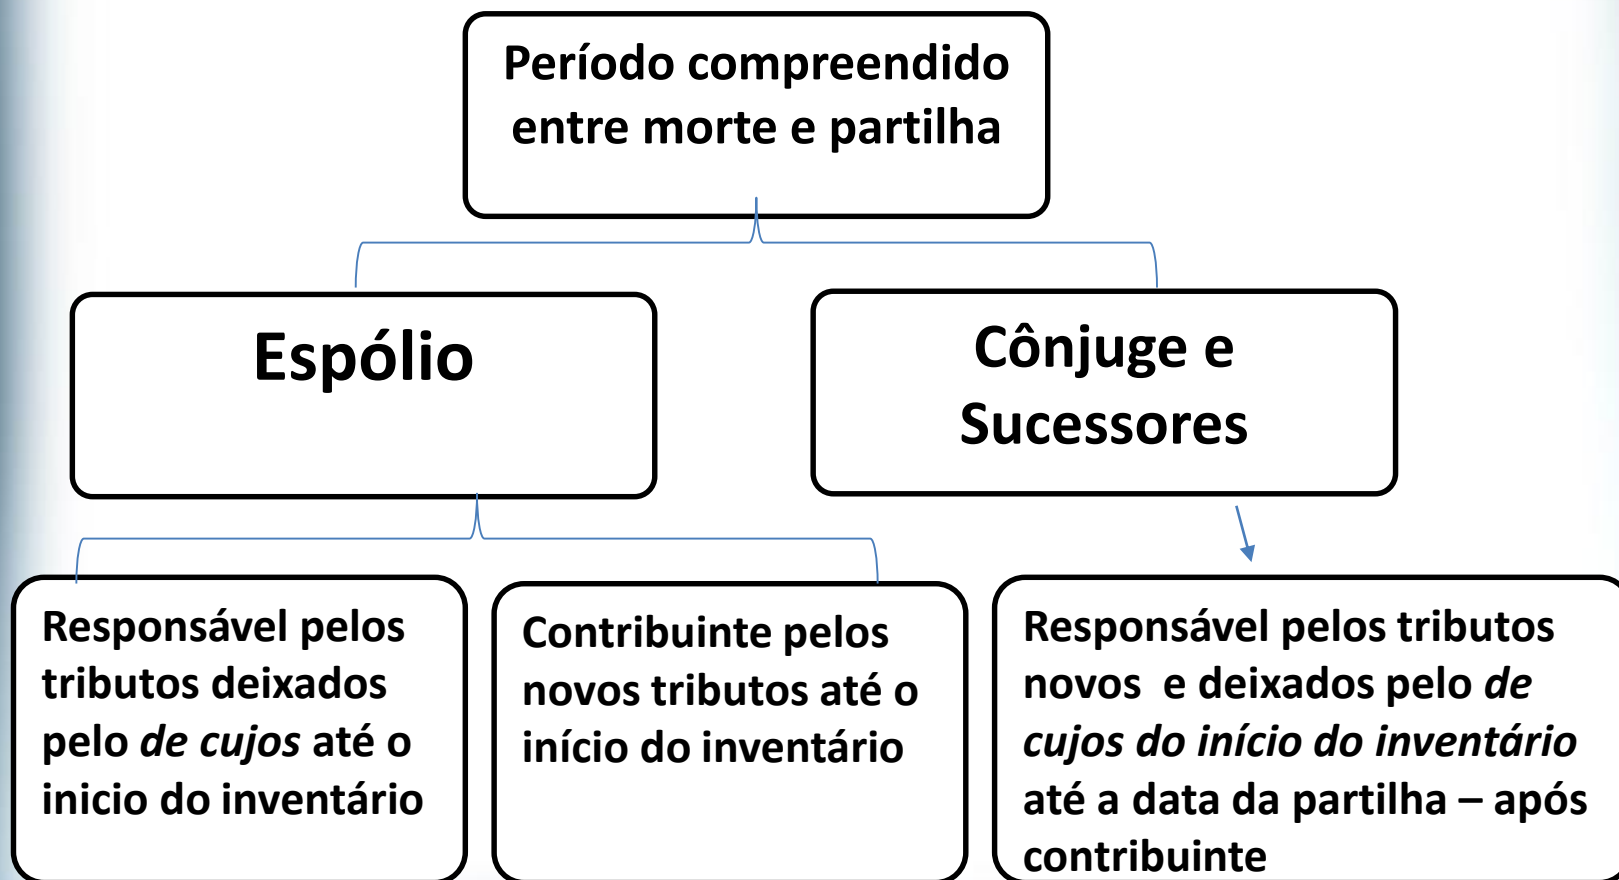 Período compreendido
entre morte e partilha
Espólio
Cônjuge e
Sucessores
Responsável pelos
tributos deixados
pelo de cujos até o
inicio do inventário
Contribuinte pelos
novos tributos até o
início do inventário
Responsável pelos tributos
novos e deixados pelo de
cujos do início do inventário
até a data da partilha – após
contribuinte